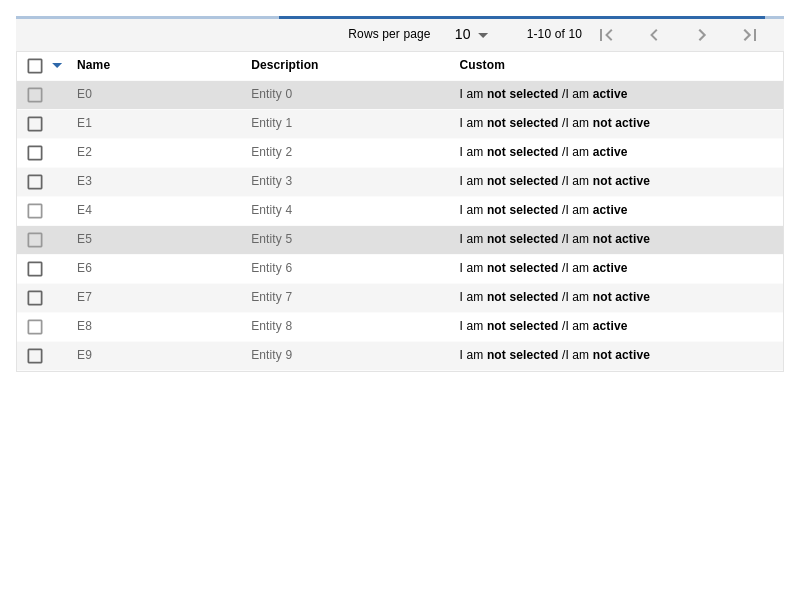 Rows per page 10 1-10 of 10
Name Description Custom
E0 Entity 0 I am not selected /I am active
E1 Entity 1 I am not selected /I am not active
E2 Entity 2 I am not selected /I am active
E3 Entity 3 I am not selected /I am not active
E4 Entity 4 I am not selected /I am active
E5 Entity 5 I am not selected /I am not active
E6 Entity 6 I am not selected /I am active
E7 Entity 7 I am not selected /I am not active
E8 Entity 8 I am not selected /I am active
E9 Entity 9 I am not selected /I am not active